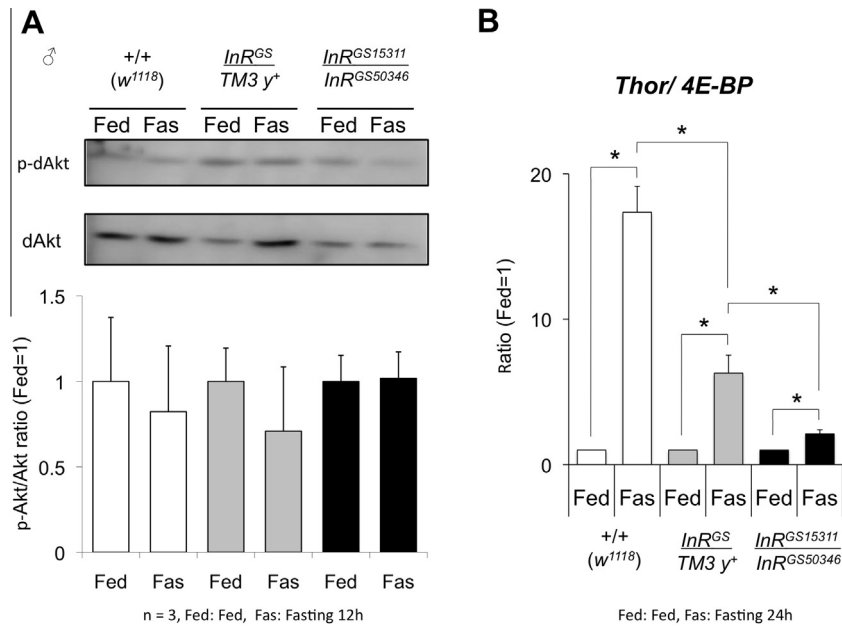 A
♂
+/+
(w1118)
InRGS
TM3 y+
InRGS15311
InRGS50346
Fed Fas Fed Fas Fed Fas
p-dAkt
dAkt
p-Akt/Akt ratio (Fed=1)
1.5
1
0.5
0
Fed Fas Fed Fas Fed Fas
n = 3, Fed: Fed, Fas: Fasting 12h
B
Thor/ 4E-BP
Ratio (Fed=1)
20
10
0
* * * * *
Fed Fas Fed Fas Fed Fas
+/+
(w1118)
InRGS
TM3 y+
InRGS15311
InRGS50346
Fed: Fed, Fas: Fasting 24h